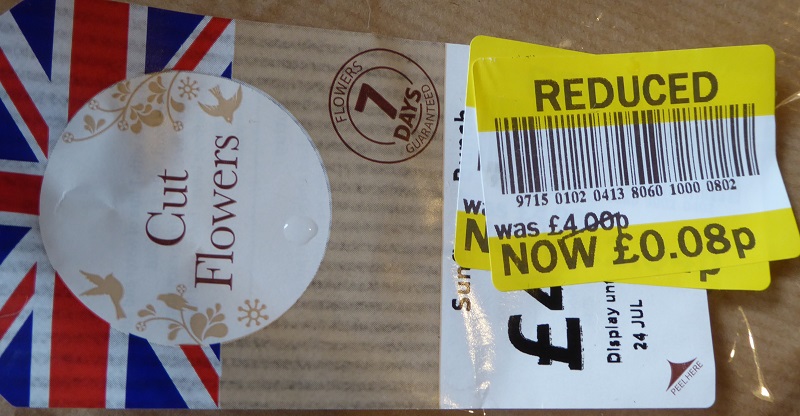 Cut
Flowers
FLOWERS
7
DAYS
GUARANTEED
REDUCED
9715 0102 0413 8060 1000 0802
was £4.00p
NOW £0.08p
£4
Display
24 JUL
PEEL HERE